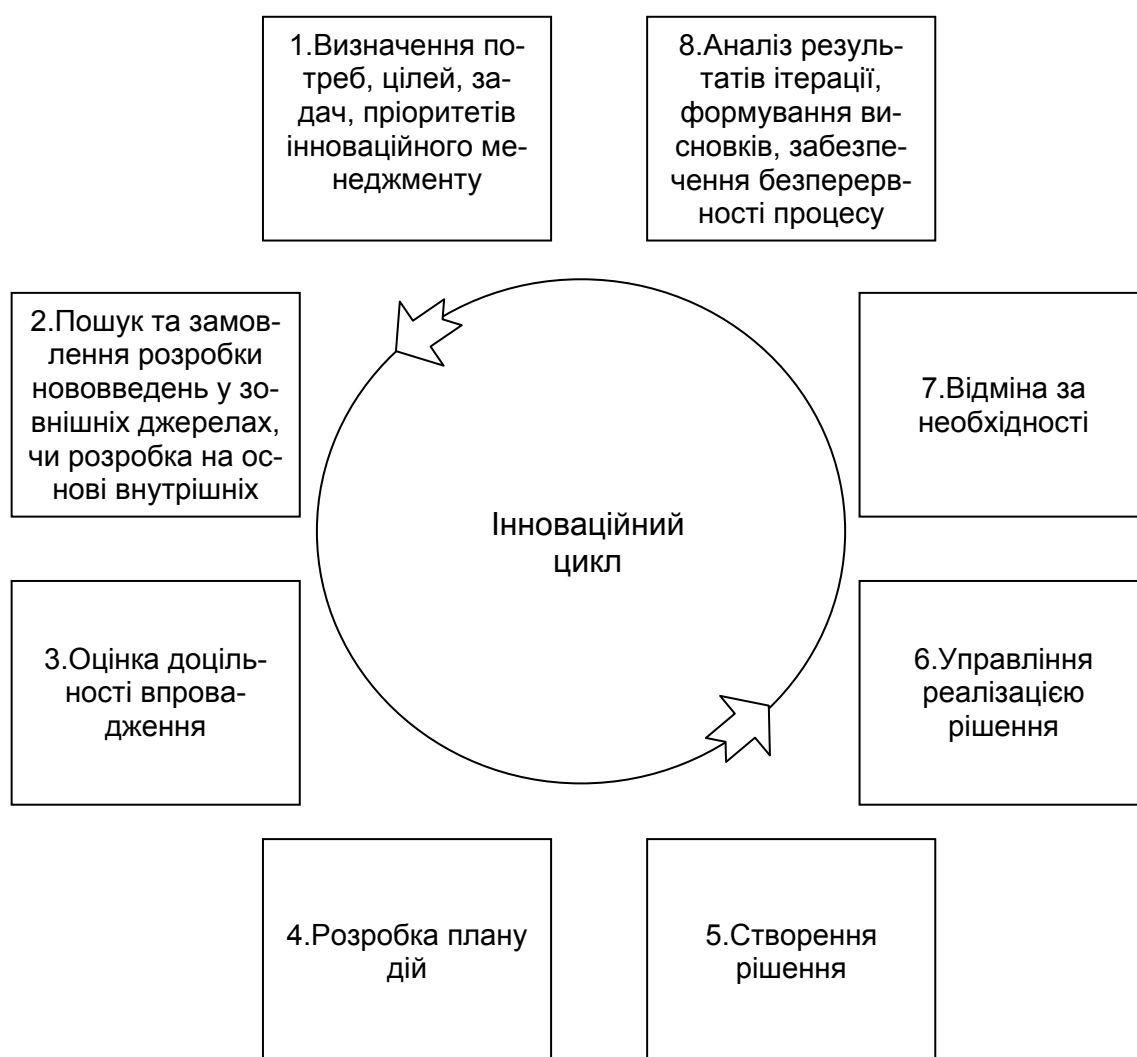 1.Визначення по-
треб, цілей, за-
дач, пріоритетів
інноваційного ме-
неджменту
2.Пошук та замов-
лення розробки
нововведень у зо-
внішніх джерелах,
чи розробка на ос-
нові внутрішніх
3.Оцінка доціль-
ності впрова-
дження
4.Розробка плану
дій
5.Створення
рішення
6.Управління
реалізацією
рішення
7.Відміна за
необхідності
8.Аналіз резуль-
татів ітерації,
формування ви-
сновків, забезпе-
чення безперерв-
ності процесу
Інноваційний
цикл